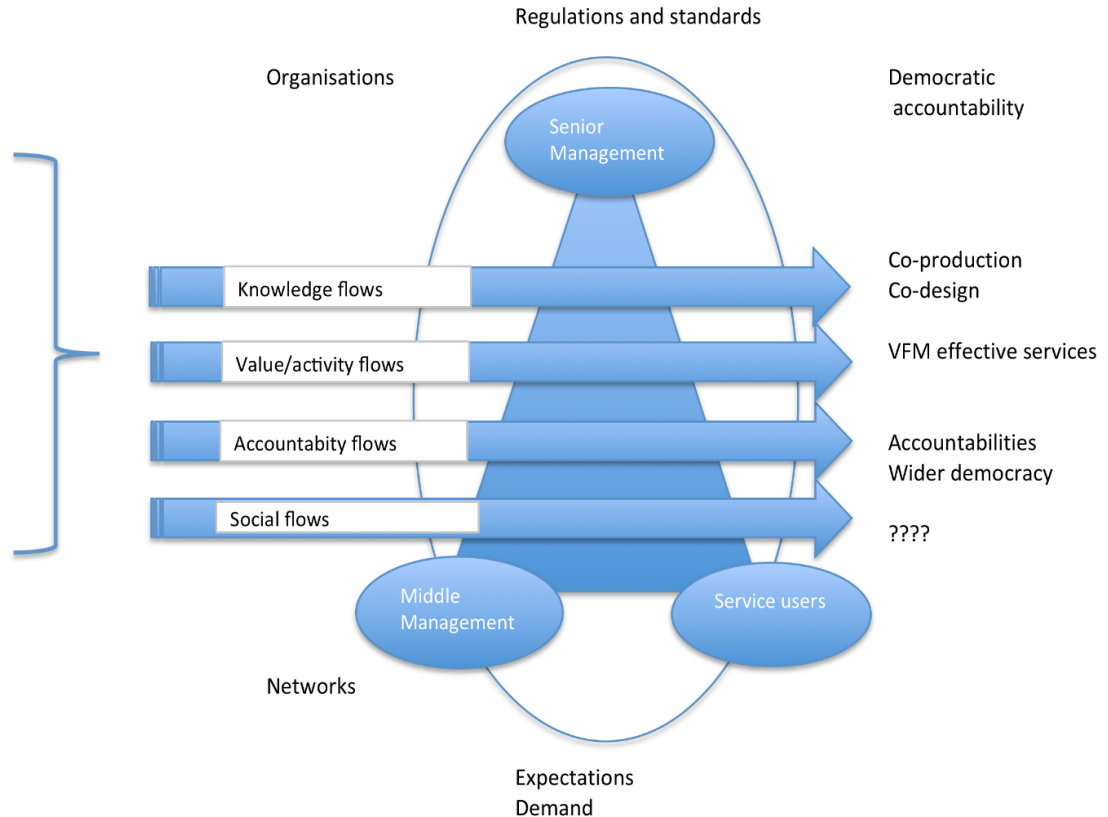 Regulations and standards
Organisations
Democratic
accountability
Senior
Management
Co-production
Co-design
Knowledge flows
VFM effective services
Value/activity flows
Accountabity flows
Accountabilities
Wider democracy
Social flows
????
Middle
Management
Service users
Networks
Expectations
Demand